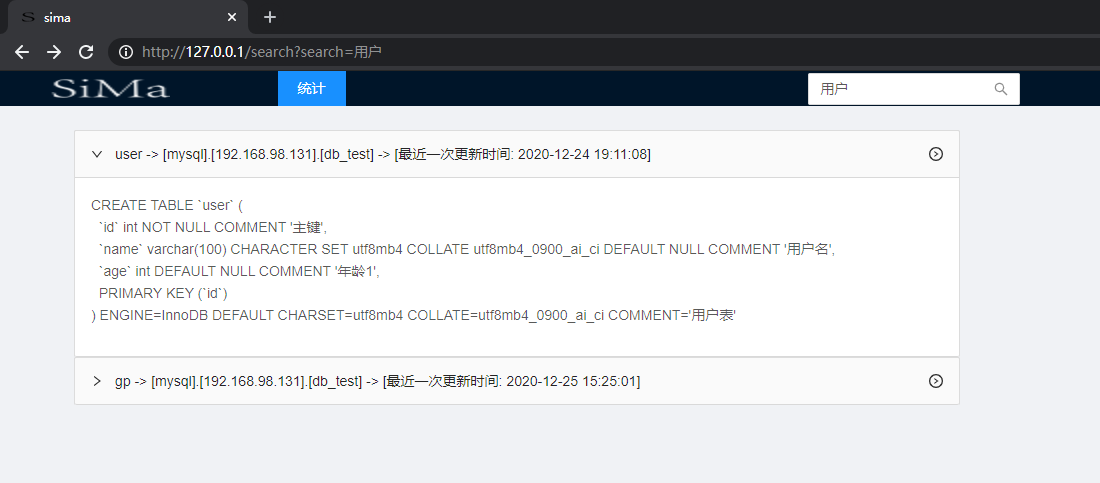 sima
http://127.0.0.1/search?search=用户
SiMa
统计
用户
user -> [mysql].[192.168.98.131].[db_test] -> [最近一次更新时间: 2020-12-24 19:11:08]
CREATE TABLE `user` (
`id` int NOT NULL COMMENT '主键',
`name` varchar(100) CHARACTER SET utf8mb4 COLLATE utf8mb4_0900_ai_ci DEFAULT NULL COMMENT '用户名',
`age` int DEFAULT NULL COMMENT '年龄1',
PRIMARY KEY (`id`)
) ENGINE=InnoDB DEFAULT CHARSET=utf8mb4 COLLATE=utf8mb4_0900_ai_ci COMMENT='用户表'
gp -> [mysql].[192.168.98.131].[db_test] -> [最近一次更新时间: 2020-12-25 15:25:01]